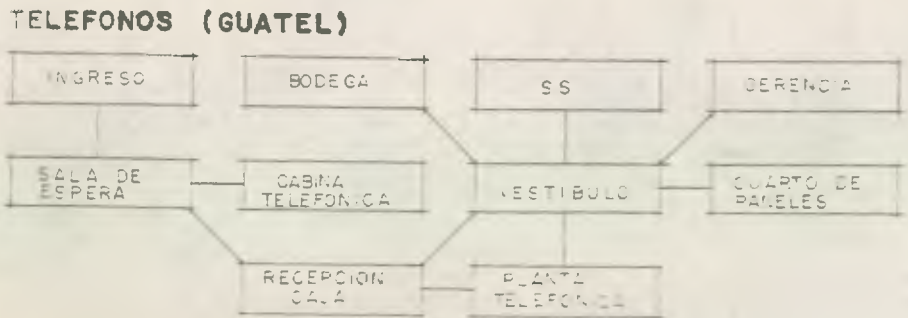 TELEFONOS (GUATEL)
INGRESO
BODEGA
SS
GERENCIA
SALA DE
ESPERA
CABINA
TELEFONICA
VESTIBULO
CUARTO DE
PANELES
RECEPCION
CAJA
PLANTA
TELEFONICA